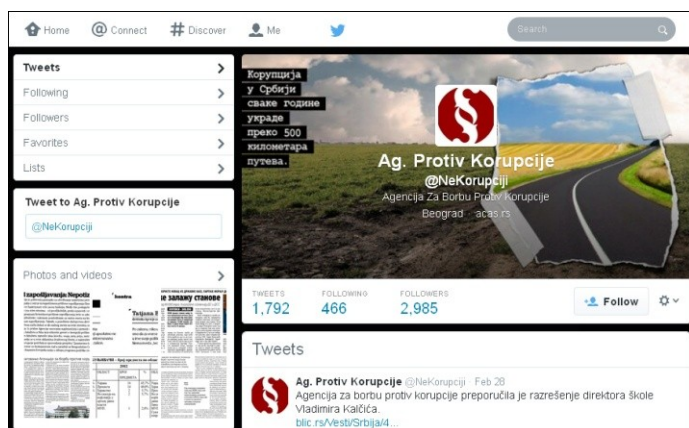 Home
Connect
Discover
Me
Search
Tweets
Following
Followers
Favorites
Lists
Tweet to Ag. Protiv Korupcije
@NeKorupciji
Photos and videos
Корупција
у Србији
сваке године
украде
преко 500
километара
путева.
Ag. Protiv Korupcije
@NeKorupciji
Agencija Za Borbu Protiv Korupcije
Beograd · acas.rs
TWEETS FOLLOWING FOLLOWERS
1,792 466 2,985
Follow
Tweets
Ag. Protiv Korupcije @NeKorupciji · Feb 28
Agencija za borbu protiv korupcije preporučila je razrešenje direktora škole
Vladimira Kalčića.
blic.rs/Vesti/Srbija/4...